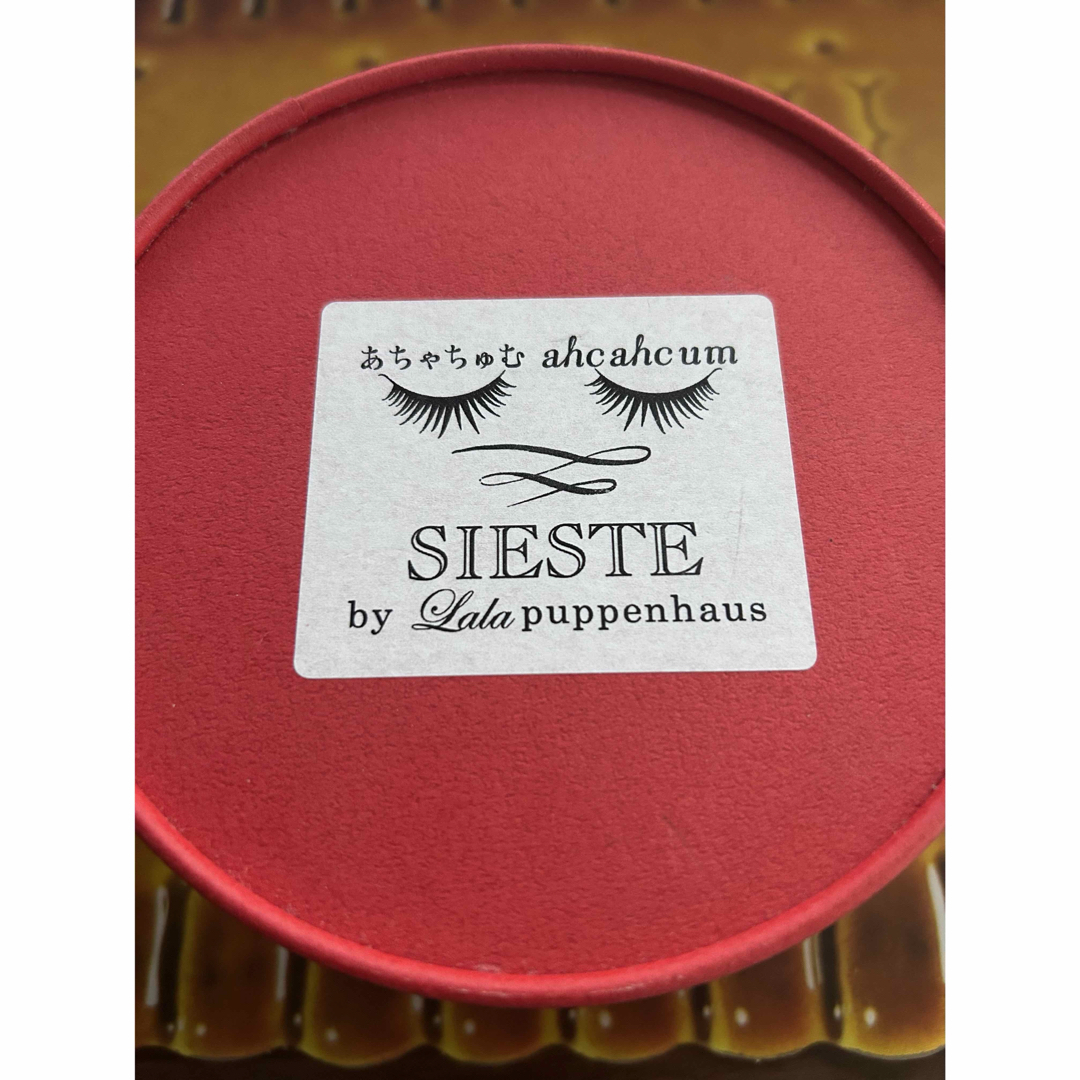 あちゃちゅむ ahcahcum
SIESTE
by Lala puppenhaus